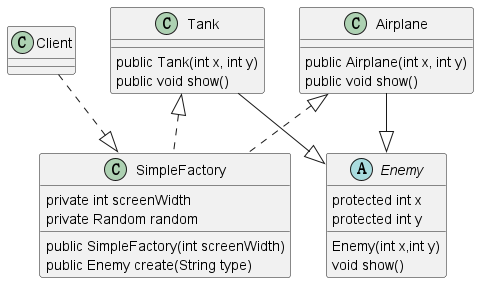 C Client
C Tank
public Tank(int x, int y)
public void show()
C Airplane
public Airplane(int x, int y)
public void show()
C SimpleFactory
private int screenWidth
private Random random
public SimpleFactory(int screenWidth)
public Enemy create(String type)
A Enemy
protected int x
protected int y
Enemy(int x,int y)
void show()